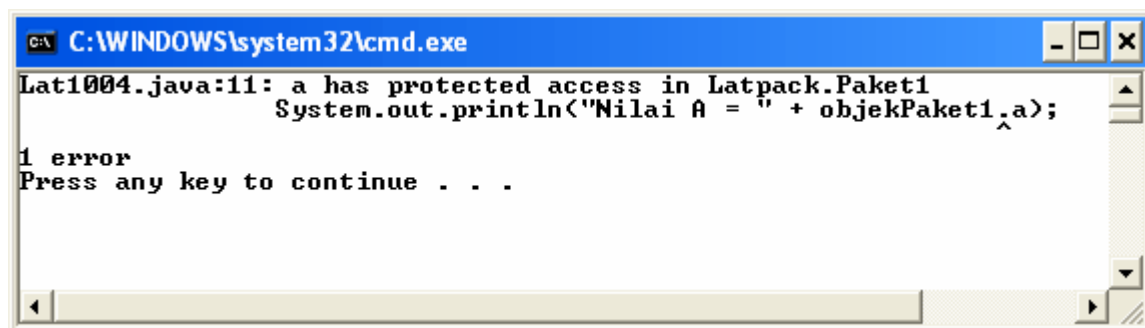 C:\WINDOWS\system32\cmd.exe
Lat1004.java:11: a has protected access in Latpack.Paket1
System.out.println("Nilai A = " + objekPaket1.a);
^
1 error
Press any key to continue . . .